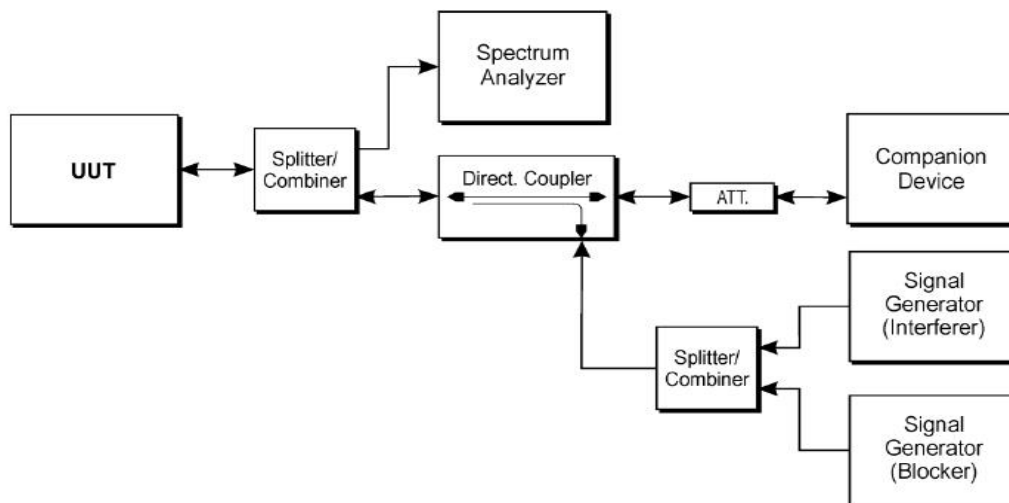 Spectrum
Analyzer
UUT
Splitter/
Combiner
Direct. Coupler
ATT.
Companion
Device
Signal
Generator
(Interferer)
Splitter/
Combiner
Signal
Generator
(Blocker)